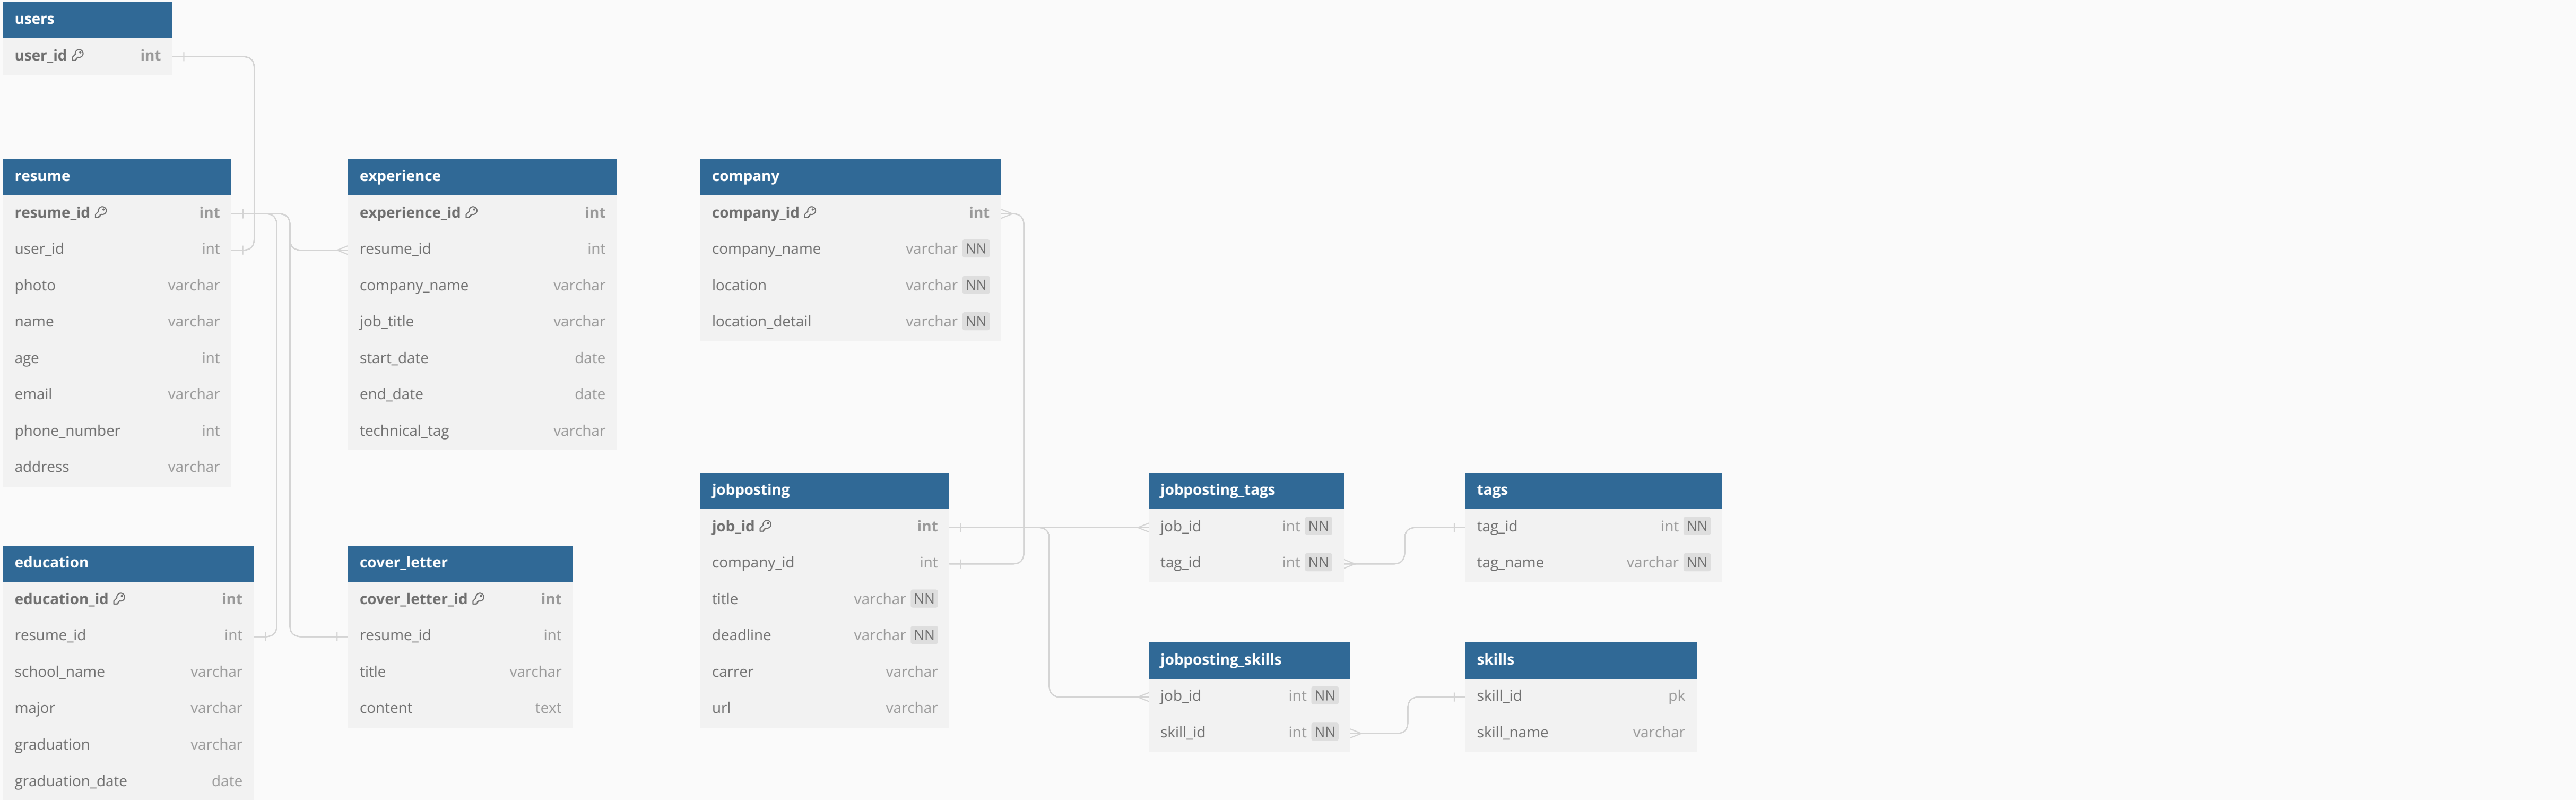 users
user_id int
resume
resume_id int
user_id int
photo varchar
name varchar
age int
email varchar
phone_number int
address varchar
experience
experience_id int
resume_id int
company_name varchar
job_title varchar
start_date date
end_date date
technical_tag varchar
company
company_id int
company_name varchar NN
location varchar NN
location_detail varchar NN
education
education_id int
resume_id int
school_name varchar
major varchar
graduation varchar
graduation_date date
cover_letter
cover_letter_id int
resume_id int
title varchar
content text
jobposting
job_id int
company_id int
title varchar NN
deadline varchar NN
carrer varchar
url varchar
jobposting_tags
job_id int NN
tag_id int NN
tags
tag_id int NN
tag_name varchar NN
jobposting_skills
job_id int NN
skill_id int NN
skills
skill_id pk
skill_name varchar